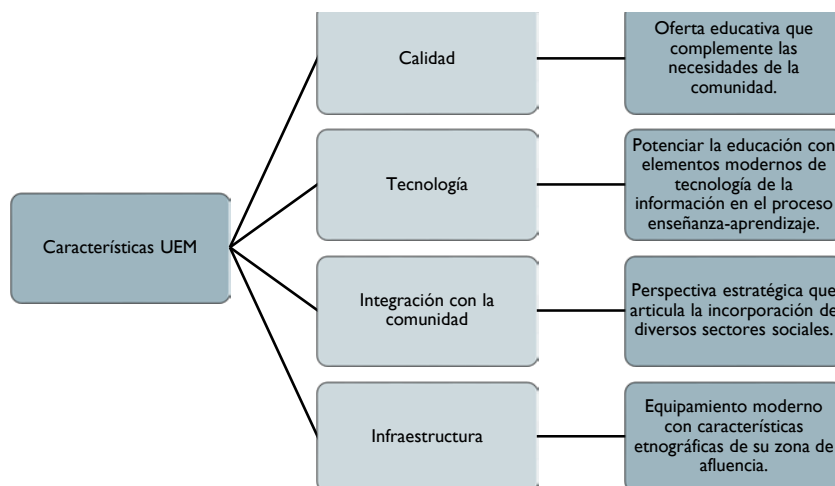 Características UEM
Calidad
Oferta educativa que
complemente las
necesidades de la
comunidad.
Tecnología
Potenciar la educación con
elementos modernos de
tecnología de la
información en el proceso
enseñanza-aprendizaje.
Integración con la
comunidad
Perspectiva estratégica que
articula la incorporación de
diversos sectores sociales.
Infraestructura
Equipamiento moderno
con características
etnográficas de su zona de
afluencia.